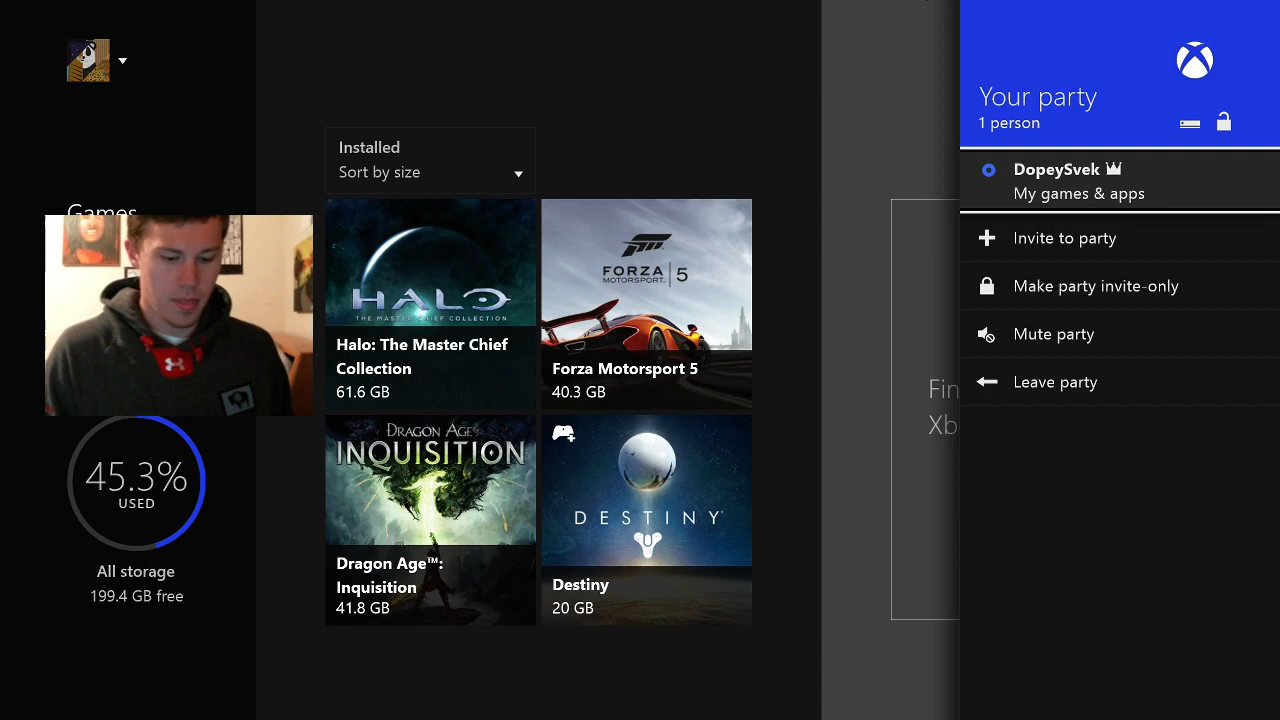 Games
45.3%
USED
All storage
199.4 GB free
Installed
Sort by size
HALO
THE MASTER CHIEF COLLECTION
Halo: The Master Chief
Collection
61.6 GB
FORZA
MOTORSPORT. 5
Forza Motorsport 5
40.3 GB
DRAGON AGE
INQUISITION
Dragon Age™:
Inquisition
41.8 GB
DESTINY
Destiny
20 GB
Fin
Xb
Your party
1 person
DopeySvek
My games & apps
Invite to party
Make party invite-only
Mute party
Leave party